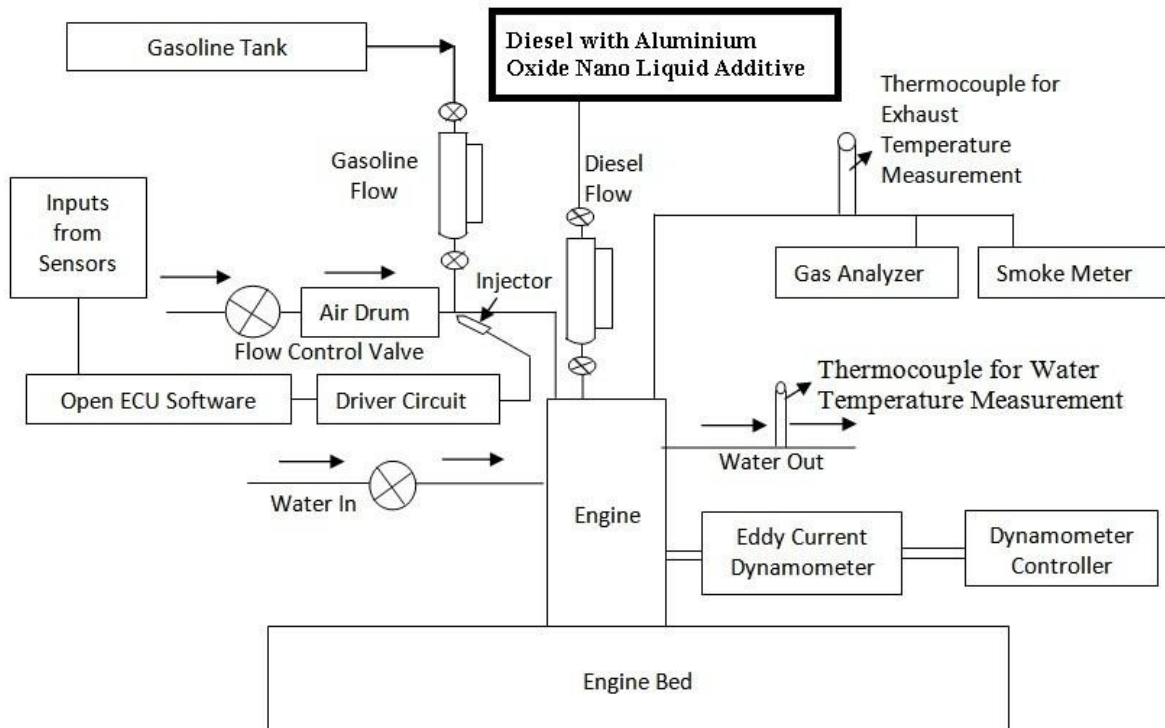 Gasoline Tank
Diesel with Aluminium
Oxide Nano Liquid Additive
Thermocouple for
Exhaust
Temperature
Measurement
Gasoline
Flow
Diesel
Flow
Inputs
from
Sensors
Injector
Gas Analyzer
Smoke Meter
Air Drum
Flow Control Valve
Thermocouple for Water
Temperature Measurement
Open ECU Software
Driver Circuit
Water Out
Water In
Engine
Eddy Current
Dynamometer
Dynamometer
Controller
Engine Bed